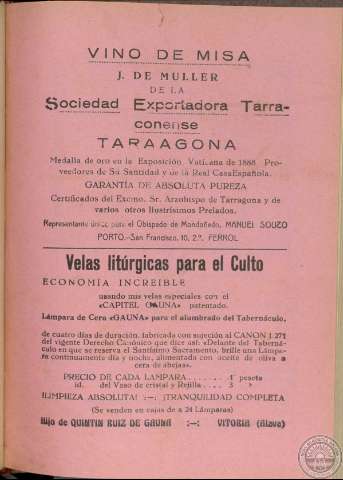 VINO DE MISA
J. DE MULLER
DE LA
Sociedad Exportadora Tarra-
conense
TARAAGONA
Medalla de oro en la Exposición Vaticana de 1888 Pro-
veedores de Su Santidad y de la Real CasaEspañola.
GARANTÍA DE ABSOLUTA PUREZA
Certificados del Excmo. Sr. Arzobispo de Tarragona y de
varios otros Ilustrísimos Prelados.
Representante único para el Obispado de Mondoñedo, MANUEL SOUZO
PORTO.—San Francisco, 10, 2.º FERROL
Velas litúrgicas para el Culto
ECONOMIA INCREIBLE
usando mis velas especiales con el
«CAPITEL GAUNA» patentado.
Lámpara de Cera «GAUNA» para el alumbrado del Tabernáculo,
de cuatro días de duración, fabricada con sujeción al CANON J.271
del vigente Derecho Canónico que dice así: «Delante del Taberná-
culo en que se reserva el Santísimo Sacramento, brille una Lámpa-
ra continuamente día y noche, alimentada con aceite de oliva o
cera de abejas».
PRECIO DE CADA LAMPARA . . . . . . 1' peseta
id. del Vaso de cristal y Rejilla . . . 3 »
¡LIMPIEZA ABSOLUTA! :—: ¡TRANQUILIDAD COMPLETA
(Se venden en cajas de a 24 Lámparas)
Hijo de QUINTIN RUIZ DE GAUNA :—: VITORIA (Alava)